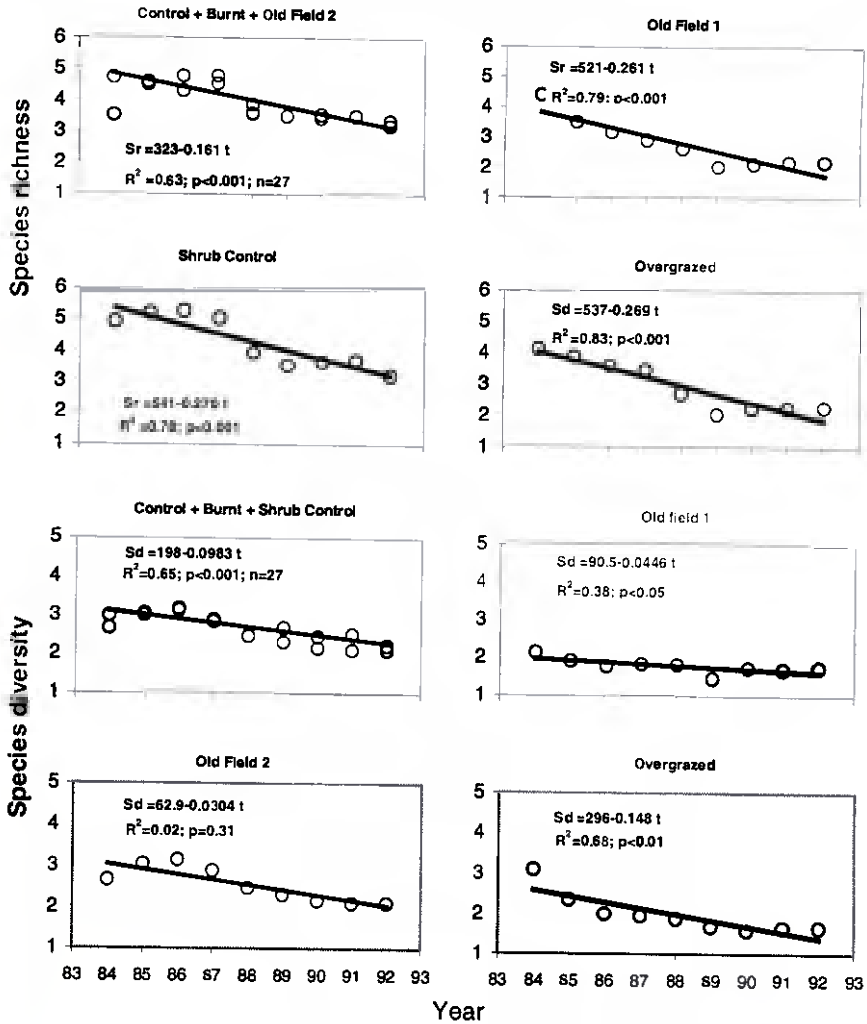 Control + Burnt + Old Field 2
6
5
4
3
2
1
Sr =323-0.161 t
R² =0.63; p<0.001; n=27
Old Field 1
6
5
4
3
2
1
Sr =521-0.261 t
R²=0.79: p<0.001
Species richness
Shrub Control
6
5
4
3
2
1
R² =0.78; p=0.001
Overgrazed
6
5
4
3
2
1
Sd =537-0.269 t
R²=0.83; p<0.001
Control + Burnt + Shrub Control
5
4
3
2
1
Sd =198-0.0983 t
R²=0.65; p<0.001; n=27
Old field 1
5
4
3
2
1
Sd =90.5-0.0446 t
R²=0.38; p<0.05
Species diversity
Old Field 2
5
4
3
2
1
Sd =62.9-0.0304 t
R²=0.02; p=0.31
83 84 85 86 87 88 89 90 91 92 93
Overgrazed
5
4
3
2
1
Sd =296-0.148 t
R²=0.68; p<0.01
83 84 85 86 87 88 89 90 91 92 93
Year